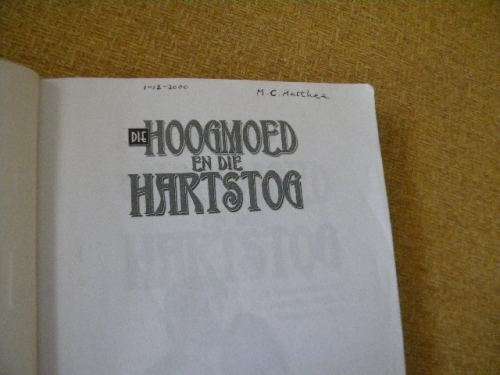 1-12-2000 M. C. Matthee
DIE HOOGMOED
EN DIE
HARTSTOG